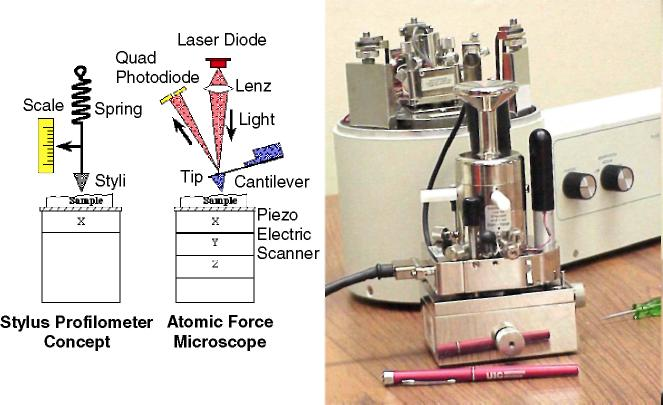 Laser Diode
Quad
Photodiode
Lenz
Scale
Spring
Light
Styli
Tip
Cantilever
Sample
Sample
X
X
Piezo
Y
Electric
Z
Scanner
Stylus Profilometer
Concept
Atomic Force
Microscope
UIC